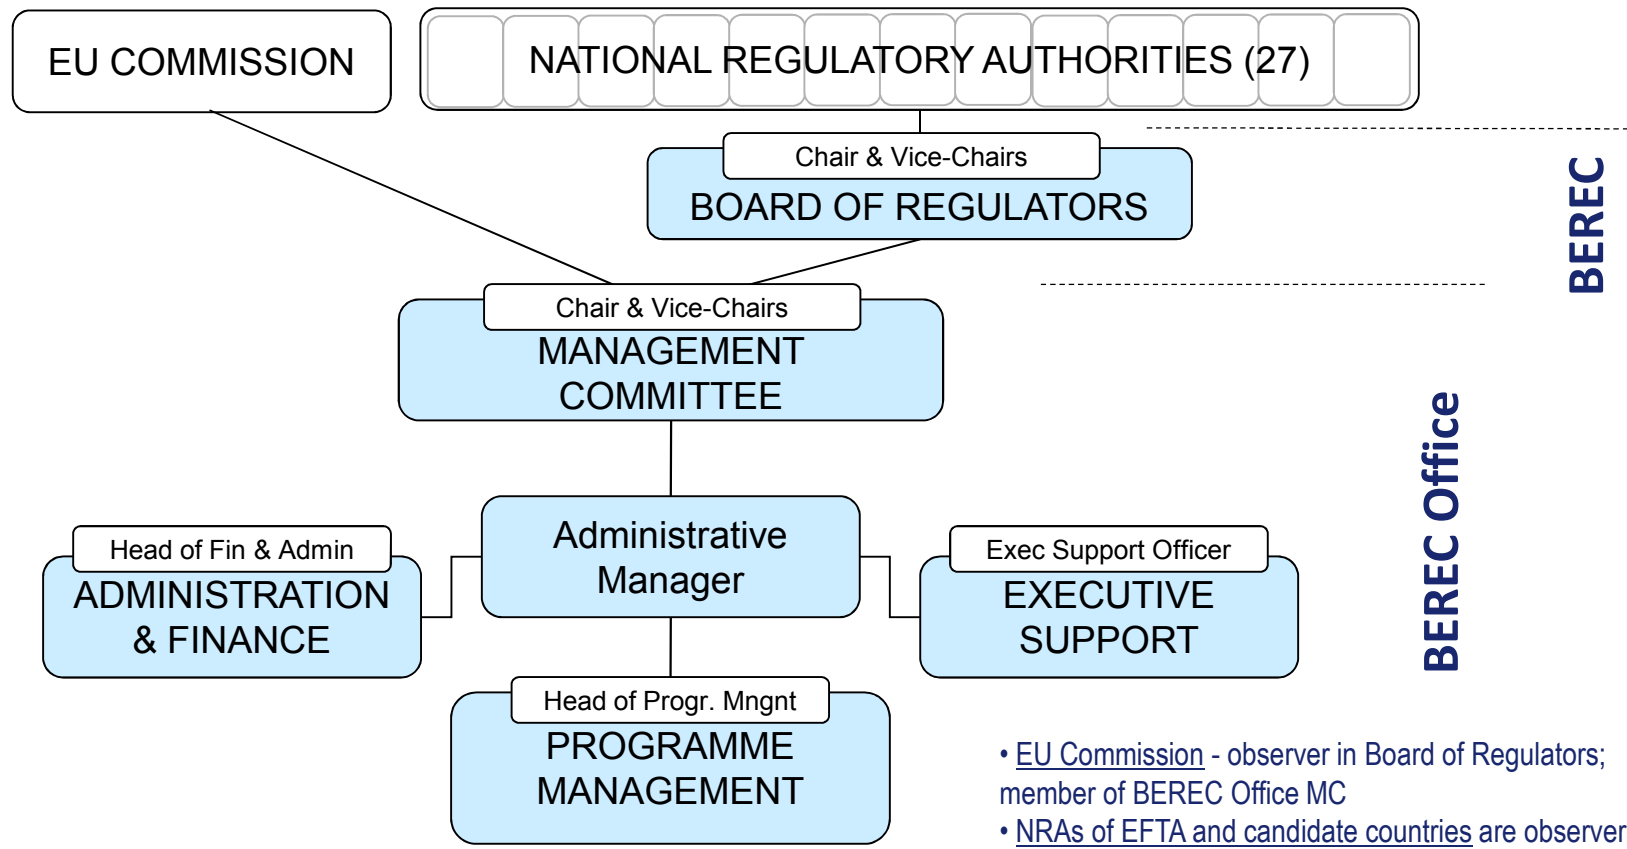 EU COMMISSION
NATIONAL REGULATORY AUTHORITIES (27)
Chair & Vice-Chairs
BOARD OF REGULATORS
BEREC
Chair & Vice-Chairs
MANAGEMENT
COMMITTEE
Administrative
Manager
Head of Fin & Admin
ADMINISTRATION
& FINANCE
Exec Support Officer
EXECUTIVE
SUPPORT
BEREC Office
Head of Progr. Mngnt
PROGRAMME
MANAGEMENT
• EU Commission - observer in Board of Regulators;
member of BEREC Office MC
• NRAs of EFTA and candidate countries are observer